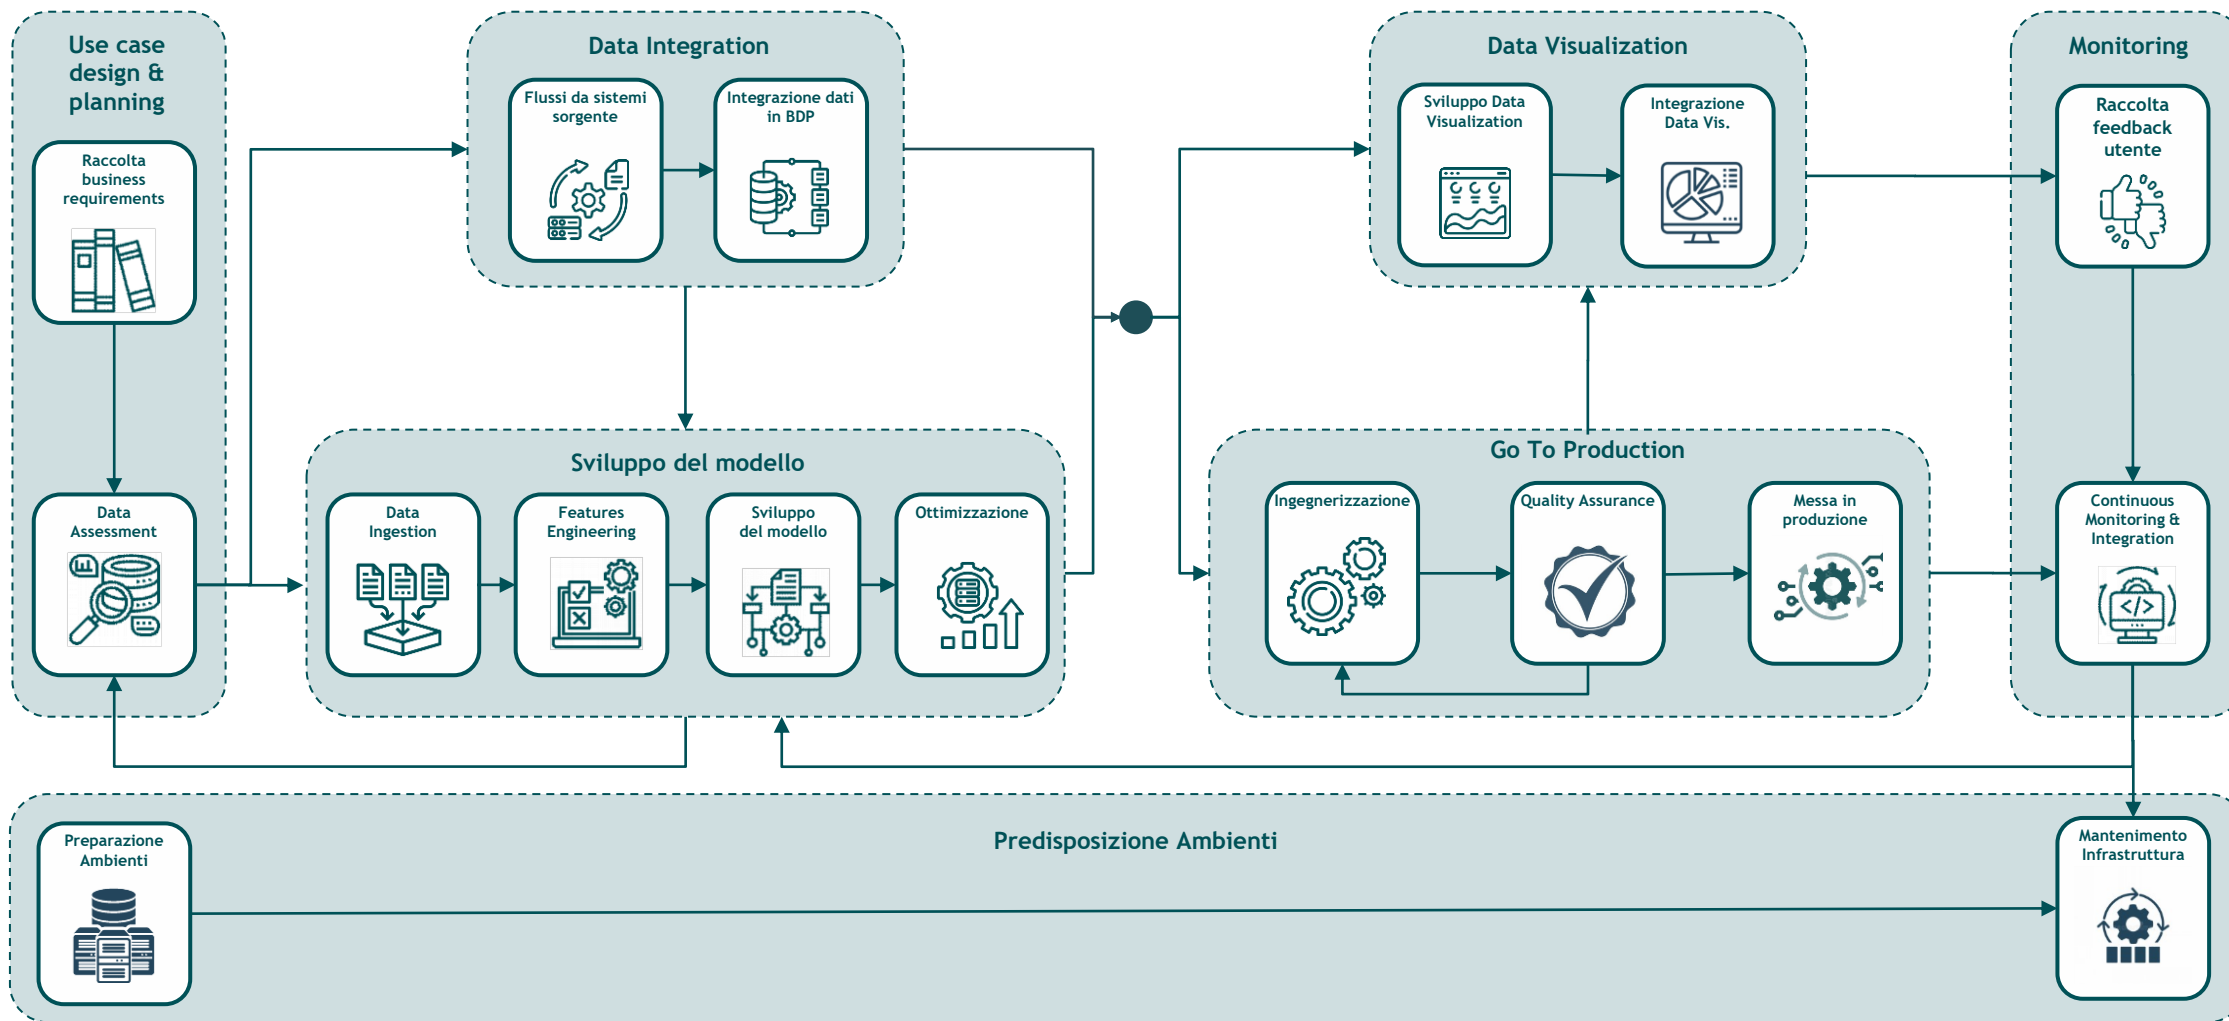 Use case
design &
planning
Raccolta
business
requirements
Data
Assessment
Data Integration
Flussi da sistemi
sorgente
Integrazione dati
in BDP
Sviluppo del modello
Data
Ingestion
Features
Engineering
Sviluppo
del modello
Ottimizzazione
Data Visualization
Sviluppo Data
Visualization
Integrazione
Data Vis.
Go To Production
Ingegnerizzazione
Quality Assurance
Messa in
produzione
Monitoring
Raccolta
feedback
utente
Continuous
Monitoring &
Integration
Predisposizione Ambienti
Preparazione
Ambienti
Mantenimento
Infrastruttura